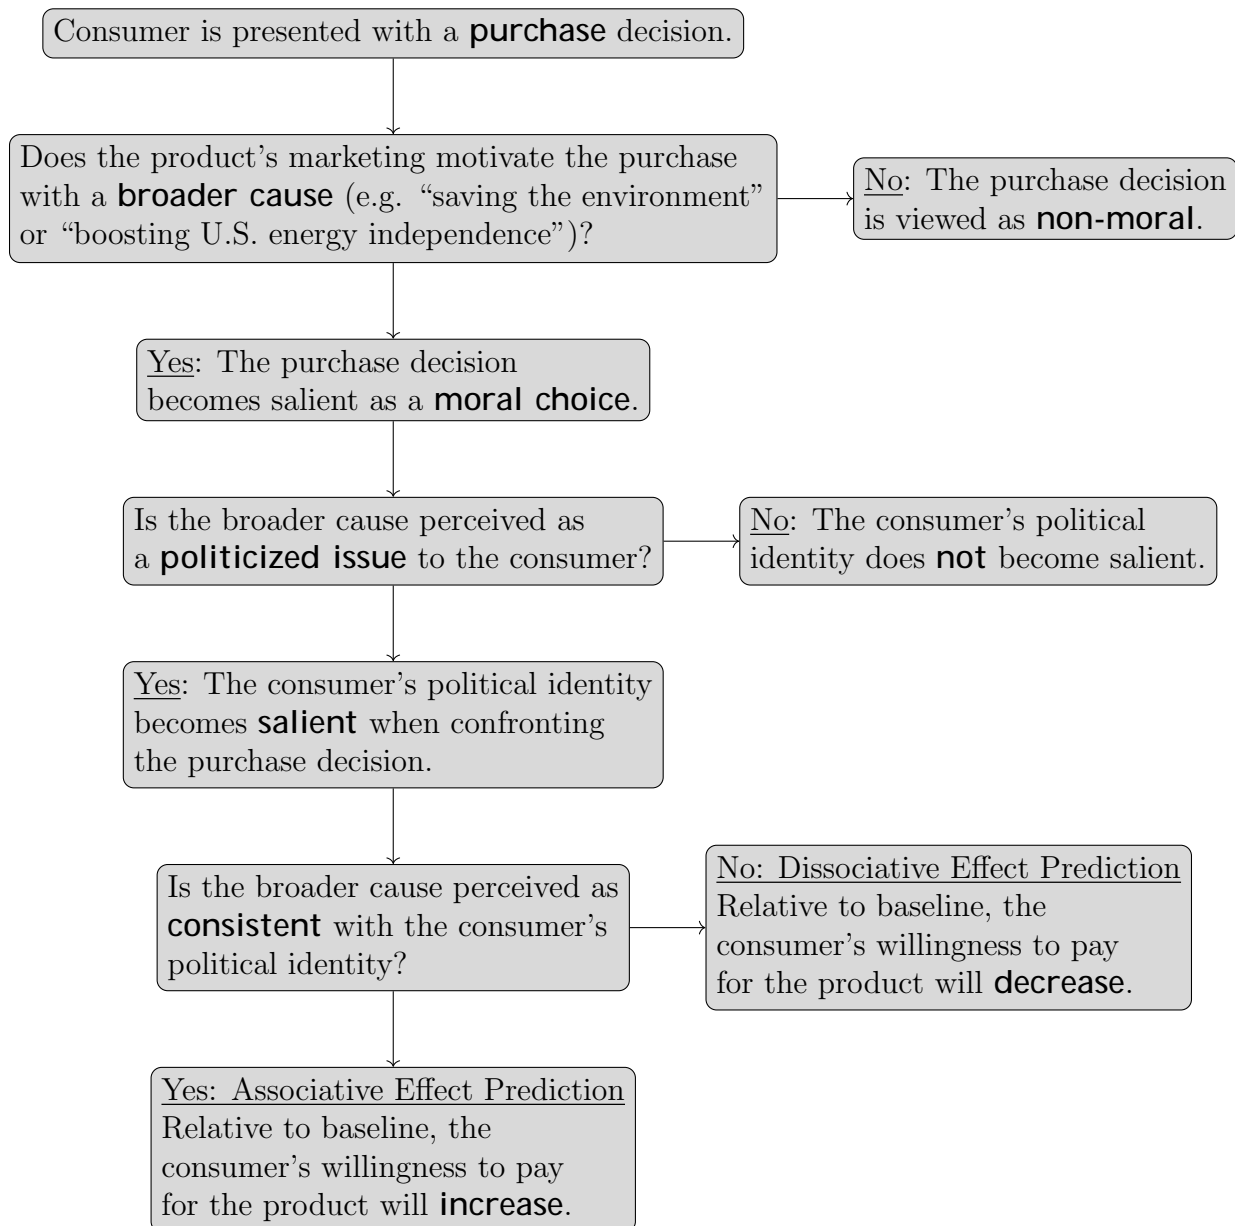 Consumer is presented with a purchase decision.
Does the product’s marketing motivate the purchase
with a broader cause (e.g. “saving the environment”
or “boosting U.S. energy independence”)?
No: The purchase decision
is viewed as non-moral.
Yes: The purchase decision
becomes salient as a moral choice.
Is the broader cause perceived as
a politicized issue to the consumer?
No: The consumer’s political
identity does not become salient.
Yes: The consumer’s political identity
becomes salient when confronting
the purchase decision.
Is the broader cause perceived as
consistent with the consumer’s
political identity?
No: Dissociative Effect Prediction
Relative to baseline, the
consumer’s willingness to pay
for the product will decrease.
Yes: Associative Effect Prediction
Relative to baseline, the
consumer’s willingness to pay
for the product will increase.